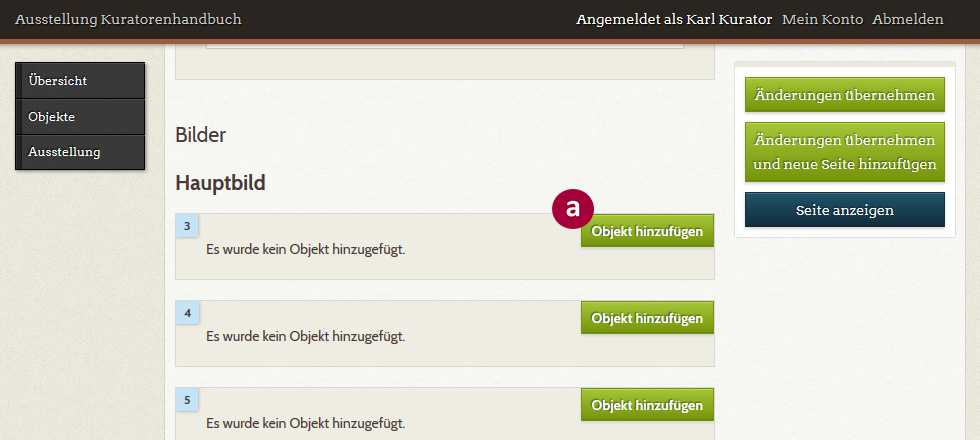 Ausstellung Kuratorenhandbuch
Angemeldet als Karl Kurator Mein Konto Abmelden
Übersicht
Objekte
Ausstellung
Bilder
Hauptbild
a
3
Objekt hinzufügen
Es wurde kein Objekt hinzugefügt.
4
Objekt hinzufügen
Es wurde kein Objekt hinzugefügt.
5
Objekt hinzufügen
Es wurde kein Objekt hinzugefügt.
Änderungen übernehmen
Änderungen übernehmen
und neue Seite hinzufügen
Seite anzeigen